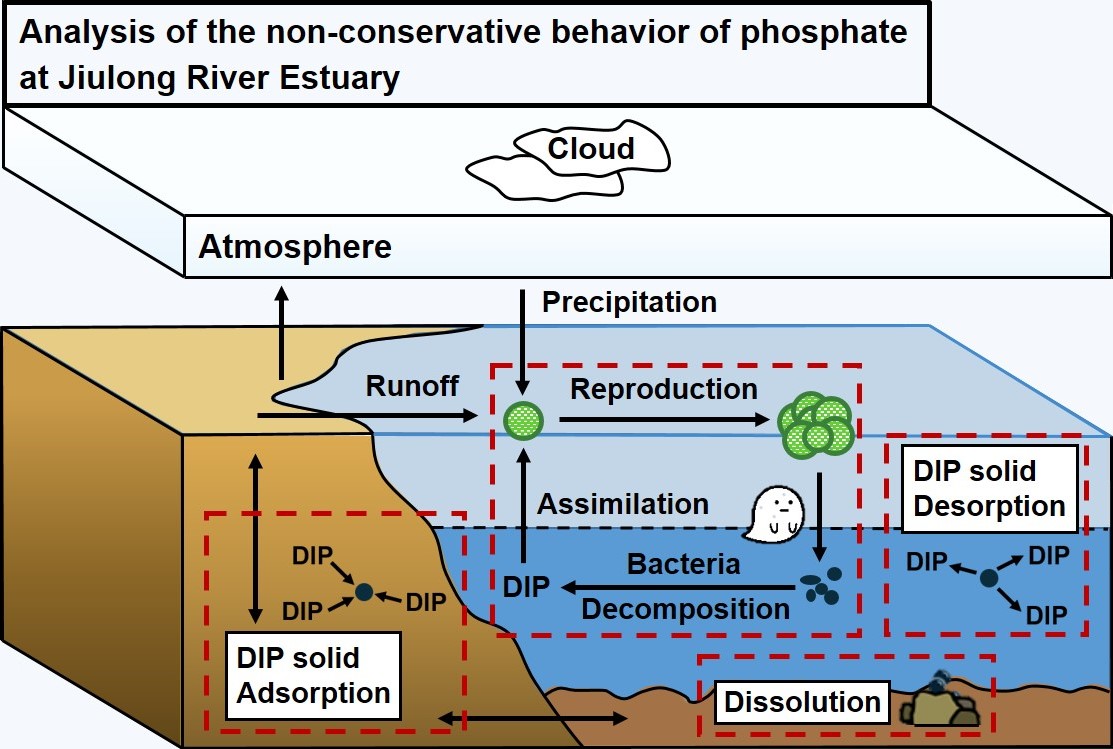 Analysis of the non-conservative behavior of phosphate
at Jiulong River Estuary
Cloud
Atmosphere
Precipitation
Runoff
Reproduction
Assimilation
DIP solid
Desorption
Bacteria
Decomposition
DIP
DIP
DIP
DIP
DIP
DIP
DIP
DIP solid
Adsorption
Dissolution